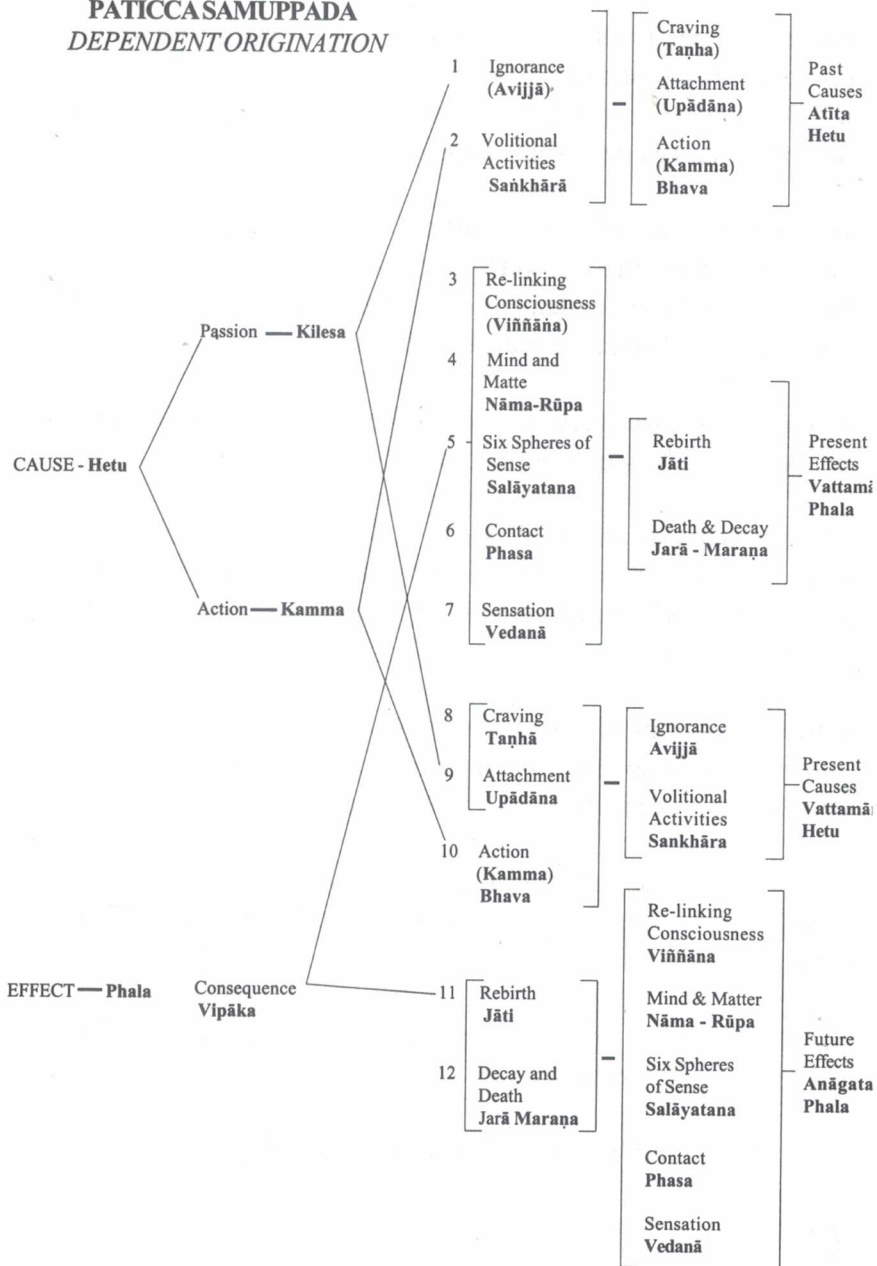 PATICCA SAMUPPADA
DEPENDENT ORIGINATION
1 Ignorance
(Avijjā)
2 Volitional
Activities
Saṅkhārā
Craving
(Taṇha)
Attachment
(Upādāna)
Action
(Kamma)
Bhava
Past
Causes
Atīta
Hetu
Passion — Kilesa
CAUSE - Hetu
Action — Kamma
3 Re-linking
Consciousness
(Viññāṅa)
4 Mind and
Matte
Nāma-Rūpa
5 Six Spheres of
Sense
Salāyatana
6 Contact
Phasa
7 Sensation
Vedanā
Rebirth
Jāti
Death & Decay
Jarā - Maraṇa
Present
Effects
Phala
8 Craving
Taṇhā
9 Attachment
Upādāna
10 Action
(Kamma)
Bhava
Ignorance
Avijjā
Volitional
Activities
Sankhāra
Present
Causes
Vattamā
Hetu
EFFECT — Phala
Consequence
Vipāka
11 Rebirth
Jāti
12 Decay and
Death
Jarā Maraṇa
Re-linking
Consciousness
Viññāna
Mind & Matter
Nāma - Rūpa
Six Spheres
of Sense
Salāyatana
Contact
Phasa
Sensation
Vedanā
Future
Effects
Anāgata
Phala